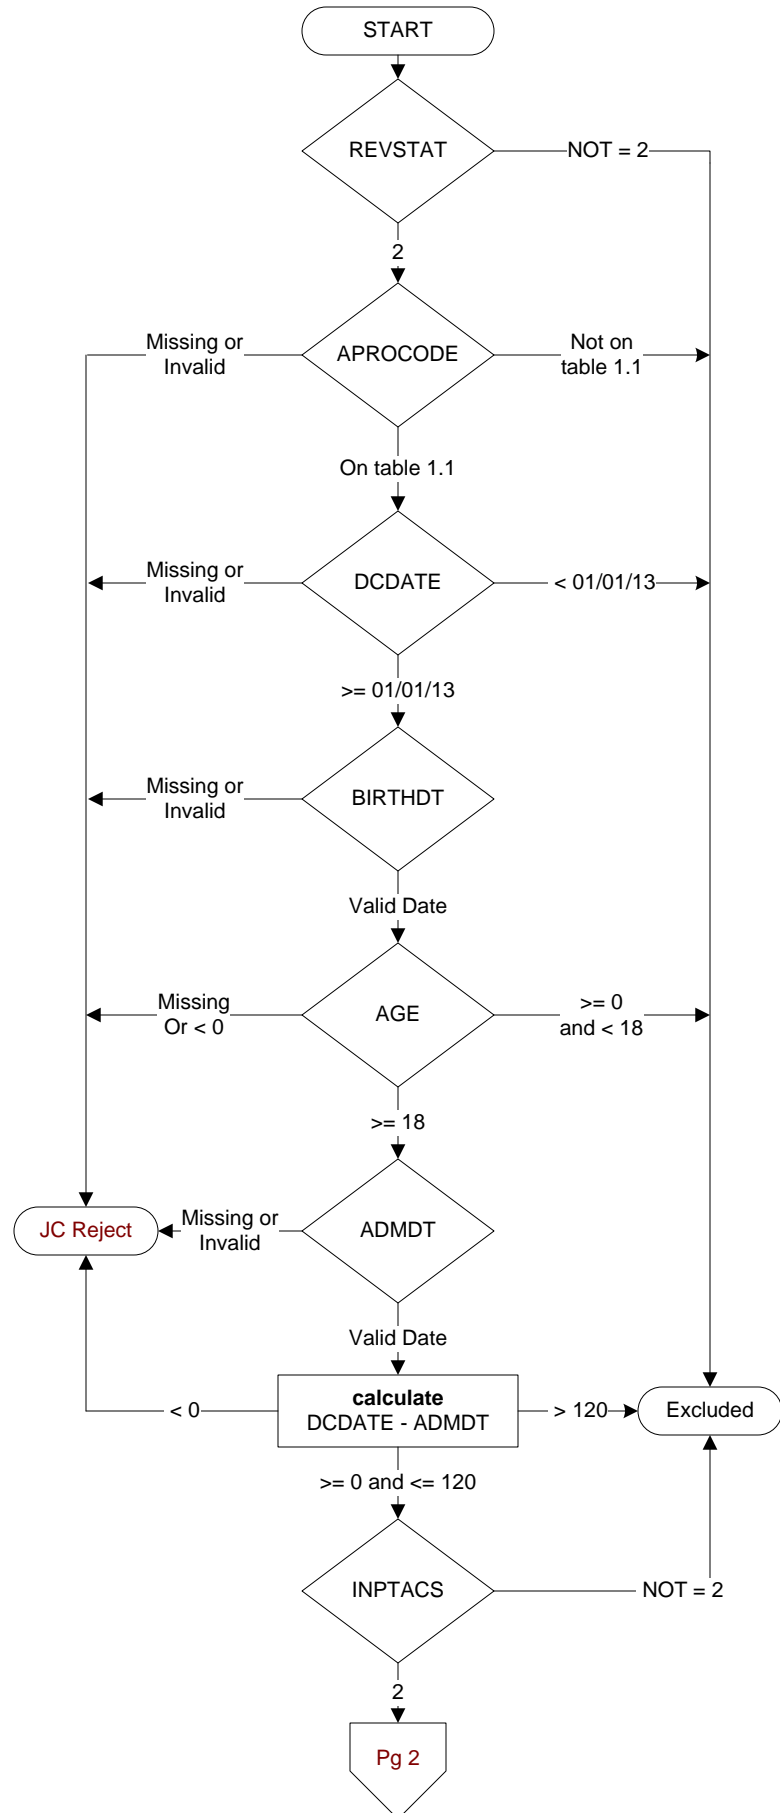 START
REVSTAT
NOT = 2
2
Missing or
Invalid
APROCODE
Not on
table 1.1
On table 1.1
Missing or
Invalid
DCDATE
< 01/01/13
>= 01/01/13
Missing or
Invalid
BIRTHDT
Valid Date
Missing
Or < 0
AGE
>= 0
and < 18
>= 18
JC Reject
Missing or
Invalid
ADMDT
Valid Date
< 0
calculate
DCDATE - ADMDT
> 120
Excluded
>= 0 and <= 120
INPTACS
NOT = 2
2
Pg 2